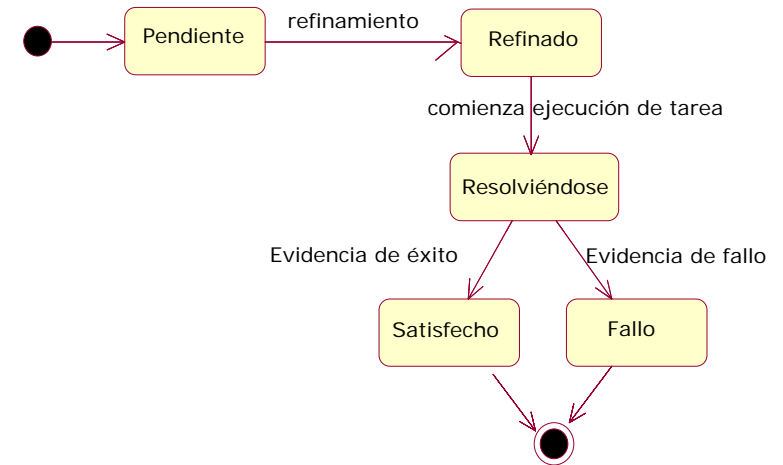 Pendiente
refinamiento
Refinado
comienza ejecución de tarea
Resolviéndose
Evidencia de éxito
Evidencia de fallo
Satisfecho
Fallo